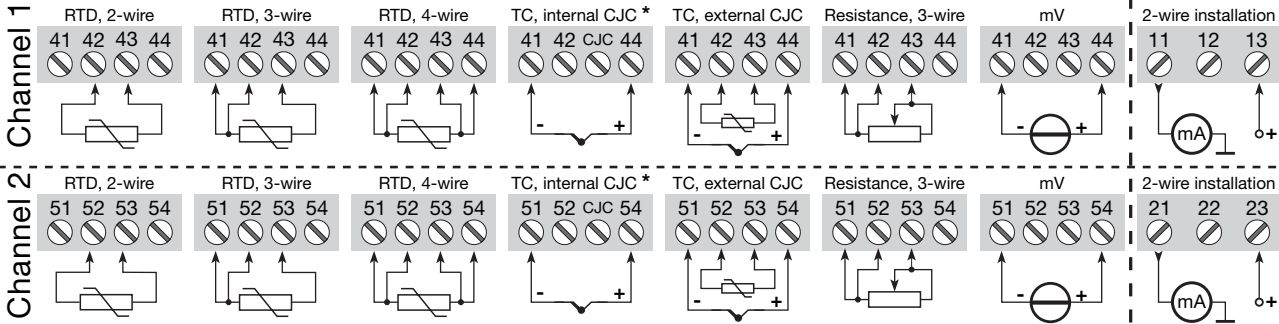 Channel 1
RTD, 2-wire RTD, 3-wire RTD, 4-wire TC, internal CJC * TC, external CJC Resistance, 3-wire mV 2-wire installation
41 42 43 44 41 42 43 44 41 42 43 44 41 42 CJC 44 41 42 43 44 41 42 43 44 41 42 43 44 11 12 13
- + - + - + mA +
Channel 2
RTD, 2-wire RTD, 3-wire RTD, 4-wire TC, internal CJC * TC, external CJC Resistance, 3-wire mV 2-wire installation
51 52 53 54 51 52 53 54 51 52 53 54 51 52 CJC 54 51 52 53 54 51 52 53 54 51 52 53 54 21 22 23
- + - + - + mA +